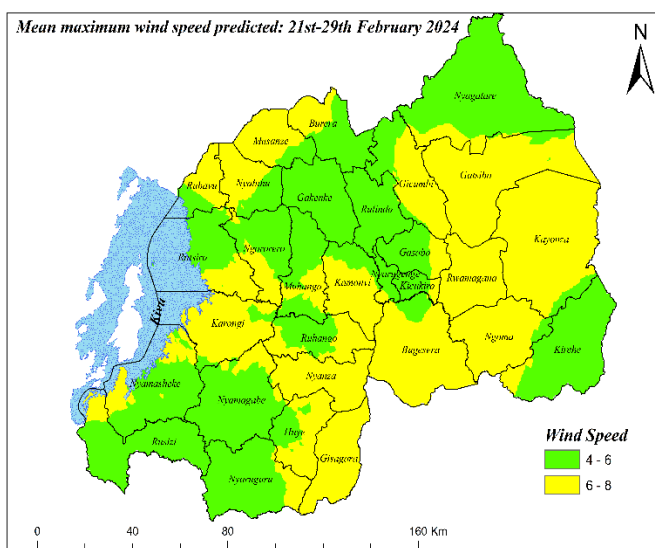 Mean maximum wind speed predicted: 21st-29th February 2024
N
Nyagatare
Burera
Musanze
Rubavu
Nyabihu
Gicumbi
Gatsibo
Gakenke
Rulindo
Kayonza
Rutsiro
Ngororero
Gasabo
Nyarugenge
Kicukiro
Rwamagana
Muhanga
Kamonyi
Kivu
Karongi
Ruhango
Bugesera
Ngoma
Kirehe
Nyamasheke
Nyamagabe
Nyanza
Rusizi
Huye
Gisagara
Nyaruguru
Wind Speed
4 - 6
6 - 8
0 40 80 160 Km